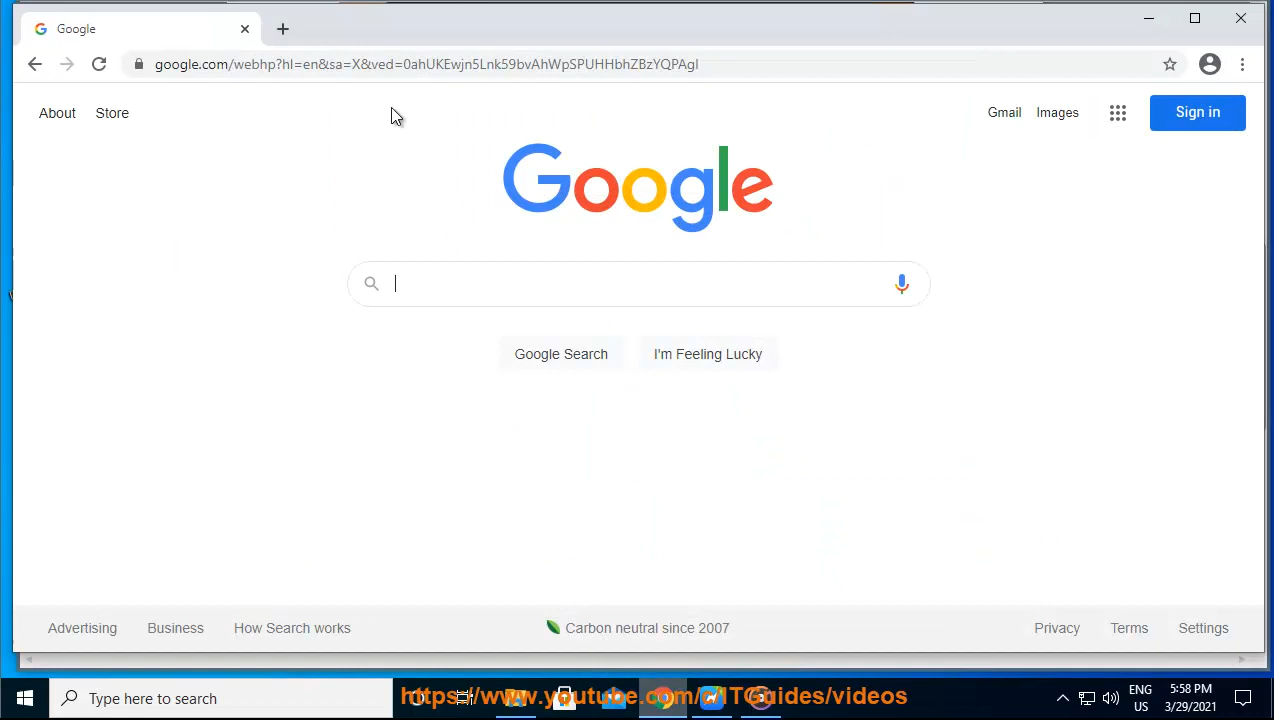 Google
google.com/webhp?hl=en&sa=X&ved=0ahUKEwjn5Lnk59bvAhWpSPUHHbhZBzYQPAgI
About Store Gmail Images Sign in
Google
Google Search I'm Feeling Lucky
Advertising Business How Search works Carbon neutral since 2007 Privacy Terms Settings
Type here to search https://www.youtube.com/c/ITGuides/videos ENG 5:58 PM
US 3/29/2021